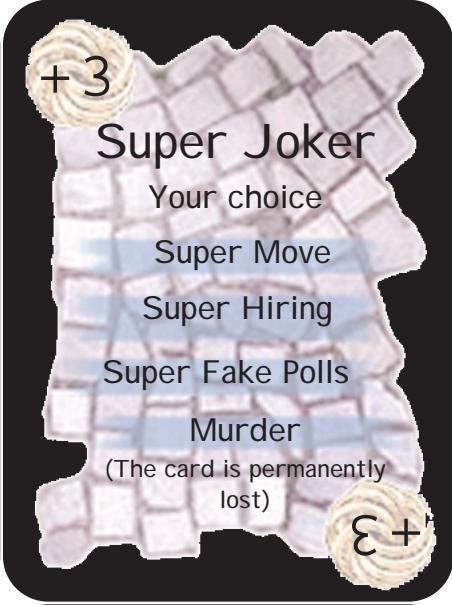 +3
Super Joker
Your choice
Super Move
Super Hiring
Super Fake Polls
Murder
(The card is permanently
lost)
+3